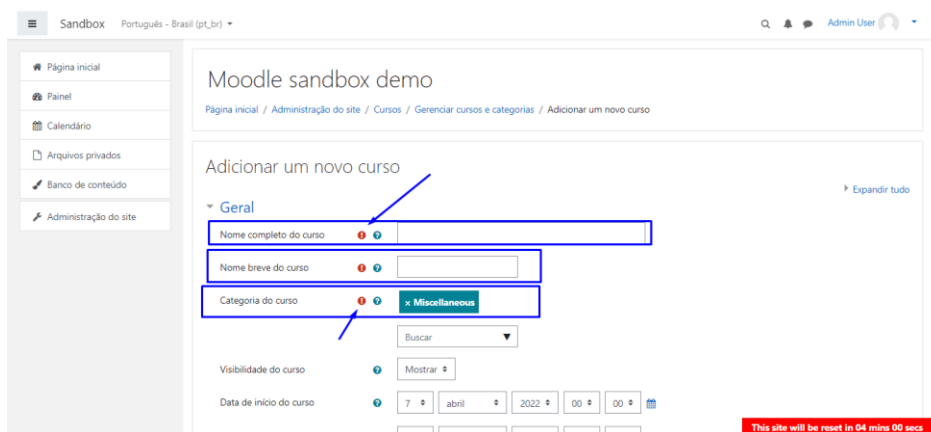 Sandbox Português - Brasil (pt_br)
Admin User
Página inicial
Painel
Calendário
Arquivos privados
Banco de conteúdo
Administração do site
Moodle sandbox demo
Página inicial / Administração do site / Cursos / Gerenciar cursos e categorias / Adicionar um novo curso
Adicionar um novo curso
Expandir tudo
Geral
Nome completo do curso
Nome breve do curso
Categoria do curso
× Miscellaneous
Buscar
Visibilidade do curso
Mostrar
Data de início do curso
7 abril 2022 00 00
This site will be reset in 04 mins 00 secs